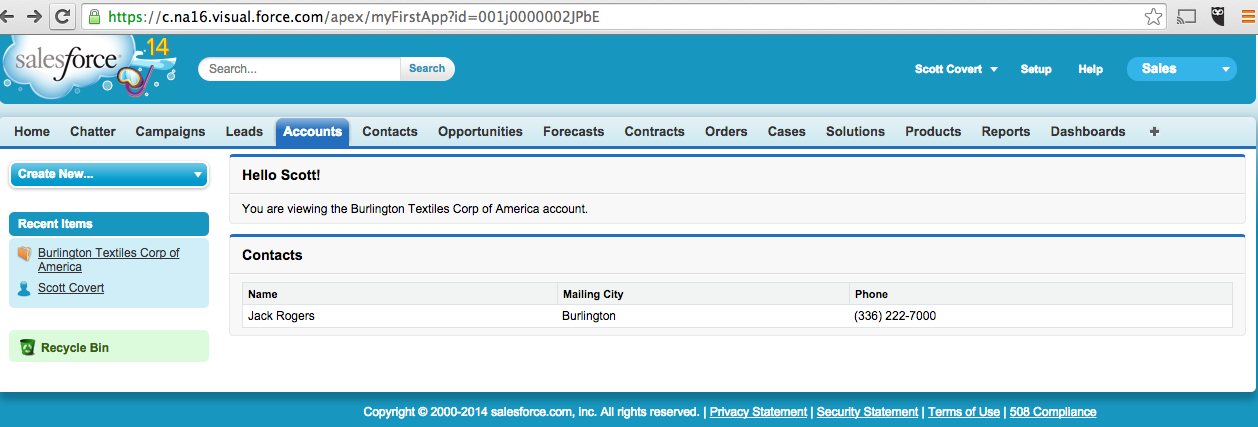 https://c.na16.visual.force.com/apex/myFirstApp?id=001j0000002JPbE
salesforce 14
Search... Search
Scott Covert Setup Help Sales
Home Chatter Campaigns Leads Accounts Contacts Opportunities Forecasts Contracts Orders Cases Solutions Products Reports Dashboards +
Create New...
Recent Items
Burlington Textiles Corp of
America
Scott Covert
Recycle Bin
Hello Scott!
You are viewing the Burlington Textiles Corp of America account.
Contacts
Name Mailing City Phone
Jack Rogers Burlington (336) 222-7000
Copyright © 2000-2014 salesforce.com, inc. All rights reserved. | Privacy Statement | Security Statement | Terms of Use | 508 Compliance